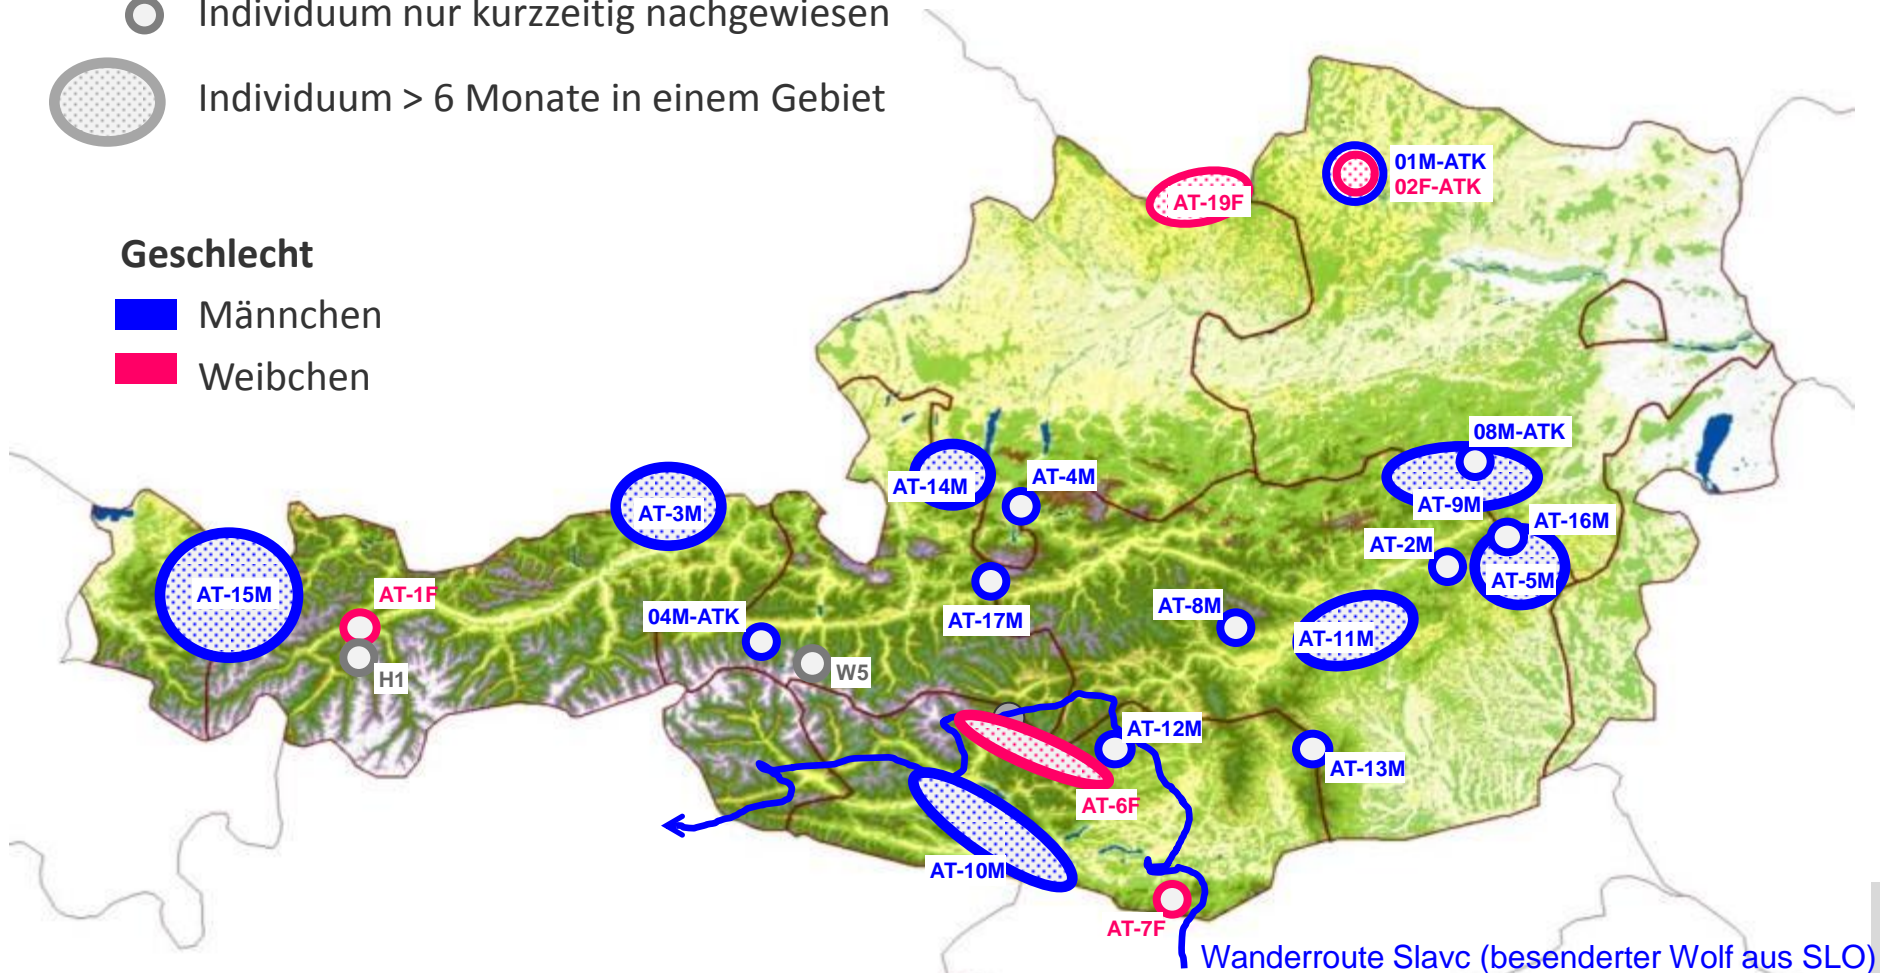 Individuum nur kurzzeitig nachgewiesen
Individuum > 6 Monate in einem Gebiet
Geschlecht
Männchen
Weibchen
01M-ATK
02F-ATK
AT-19F
08M-ATK
AT-14M
AT-4M
AT-9M
AT-3M
AT-16M
AT-2M
AT-5M
AT-15M
AT-1F
04M-ATK
AT-17M
AT-8M
AT-11M
H1
W5
AT-12M
AT-13M
AT-6F
AT-10M
AT-7F
Wanderroute Slavc (besenderter Wolf aus SLO)